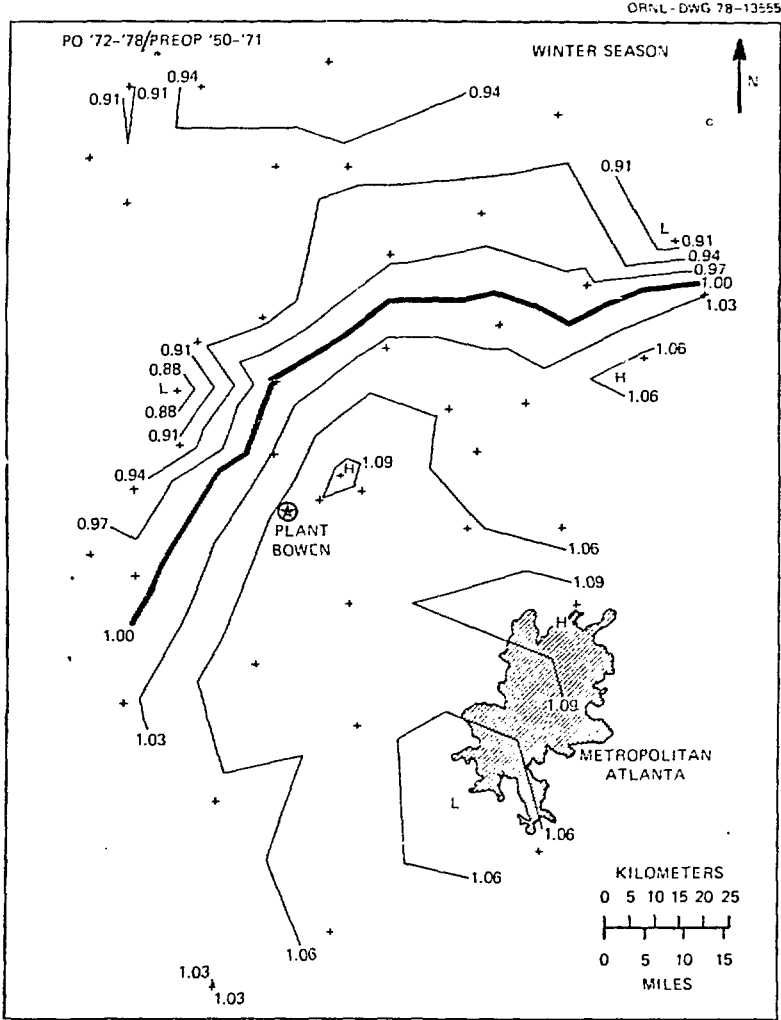 ORNL-DWG 78-13555
PO '72-'78/PREOP '50-'71
WINTER SEASON
N
0.94
0.91
0.91
0.94
C
0.91
L
0.91
0.94
0.97
1.00
1.03
0.91
0.88
L
0.88
0.91
1.06
H
1.06
0.94
H
1.09
0.97
PLANT
BOWEN
1.06
1.09
1.00
H
1.09
1.03
METROPOLITAN
ATLANTA
L
1.06
1.06
KILOMETERS
0 5 10 15 20 25
0 5 10 15
MILES
1.06
1.03
1.03